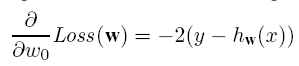 ∂/∂w₀ Loss(𝐰) = −2(y − h_𝐰(x))